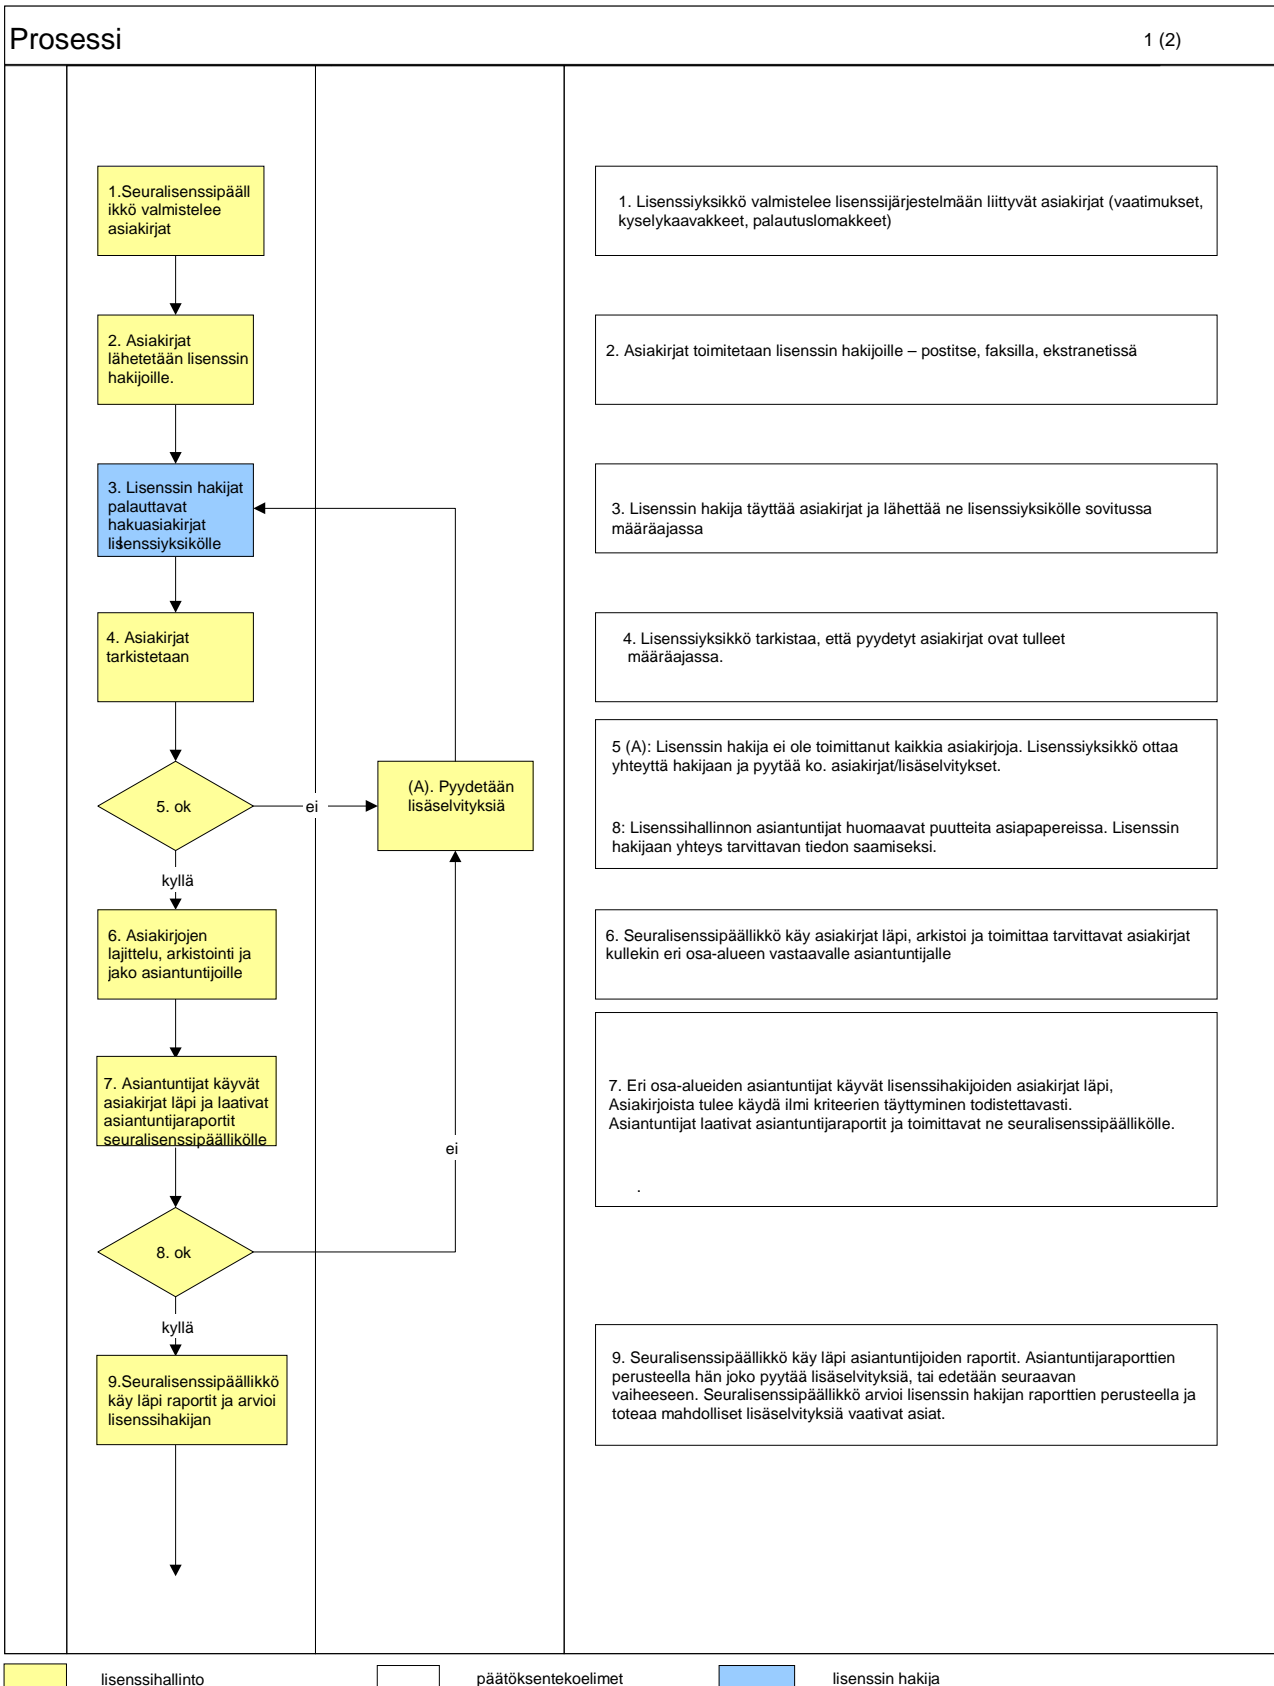 Prosessi
1 (2)
1.Seuralisenssipääll
ikkö valmistelee
asiakirjat
1. Lisenssiyksikkö valmistelee lisenssijärjestelmään liittyvät asiakirjat (vaatimukset,
kyselykaavakkeet, palautuslomakkeet)
2. Asiakirjat
lähetetään lisenssin
hakijoille.
2. Asiakirjat toimitetaan lisenssin hakijoille – postitse, faksilla, ekstranetissä
3. Lisenssin hakijat
palauttavat
hakuasiakirjat
lisenssiyksikölle
3. Lisenssin hakija täyttää asiakirjat ja lähettää ne lisenssiyksikölle sovitussa
määräajassa
4. Asiakirjat
tarkistetaan
4. Lisenssiyksikkö tarkistaa, että pyydetyt asiakirjat ovat tulleet
määräajassa.
5. ok
ei
kyllä
(A). Pyydetään
lisäselvityksiä
5 (A): Lisenssin hakija ei ole toimittanut kaikkia asiakirjoja. Lisenssiyksikkö ottaa
yhteyttä hakijaan ja pyytää ko. asiakirjat/lisäselvitykset.
8: Lisenssihallinnon asiantuntijat huomaavat puutteita asiapapereissa. Lisenssin
hakijaan yhteys tarvittavan tiedon saamiseksi.
6. Asiakirjojen
lajittelu, arkistointi ja
jako asiantuntijoille
6. Seuralisenssipäällikkö käy asiakirjat läpi, arkistoi ja toimittaa tarvittavat asiakirjat
kullekin eri osa-alueen vastaavalle asiantuntijalle
7. Asiantuntijat käyvät
asiakirjat läpi ja laativat
asiantuntijaraportit
seuralisenssipäällikölle
ei
7. Eri osa-alueiden asiantuntijat käyvät lisenssihakijoiden asiakirjat läpi,
Asiakirjoista tulee käydä ilmi kriteerien täyttyminen todistettavasti.
Asiantuntijat laativat asiantuntijaraportit ja toimittavat ne seuralisenssipäällikölle.
.
8. ok
kyllä
9.Seuralisenssipäällikkö
käy läpi raportit ja arvioi
lisenssihakijan
9. Seuralisenssipäällikkö käy läpi asiantuntijoiden raportit. Asiantuntijaraporttien
perusteella hän joko pyytää lisäselvityksiä, tai edetään seuraavan
vaiheeseen. Seuralisenssipäällikkö arvioi lisenssin hakijan raporttien perusteella ja
toteaa mahdolliset lisäselvityksiä vaativat asiat.
lisenssihallinto
päätöksentekoelimet
lisenssin hakija